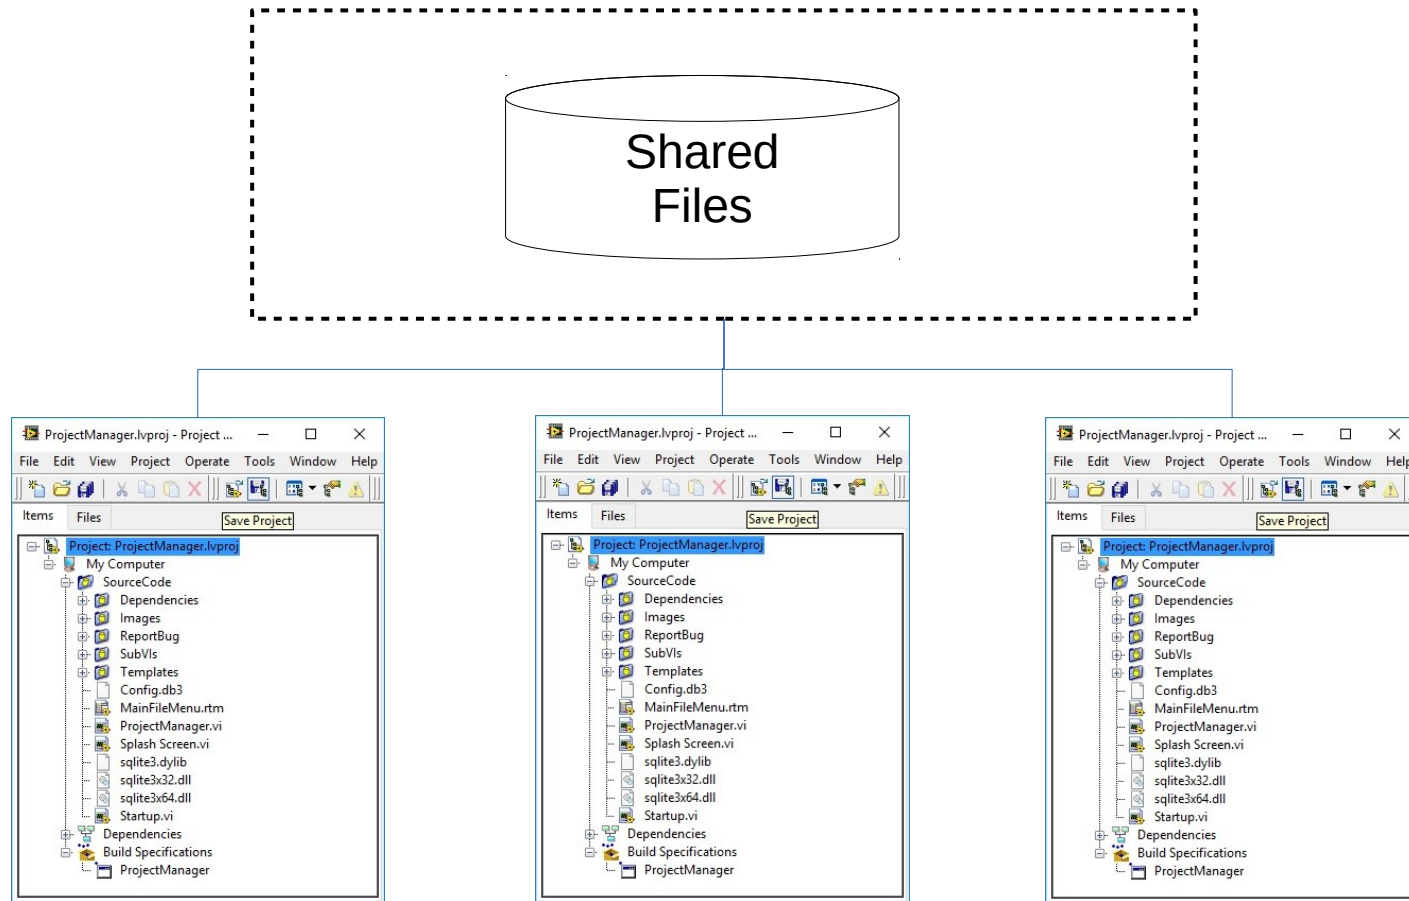 Shared
Files
ProjectManager.lvproj - Project ...
File Edit View Project Operate Tools Window Help
Items Files
Save Project
Project: ProjectManager.lvproj
My Computer
SourceCode
Dependencies
Images
ReportBug
SubVIs
Templates
Config.db3
MainFileMenu.rtm
ProjectManager.vi
Splash Screen.vi
sqlite3.dylib
sqlite3x32.dll
sqlite3x64.dll
Startup.vi
Dependencies
Build Specifications
ProjectManager
ProjectManager.lvproj - Project ...
File Edit View Project Operate Tools Window Help
Items Files
Save Project
Project: ProjectManager.lvproj
My Computer
SourceCode
Dependencies
Images
ReportBug
SubVIs
Templates
Config.db3
MainFileMenu.rtm
ProjectManager.vi
Splash Screen.vi
sqlite3.dylib
sqlite3x32.dll
sqlite3x64.dll
Startup.vi
Dependencies
Build Specifications
ProjectManager
ProjectManager.lvproj - Project ...
File Edit View Project Operate Tools Window Help
Items Files
Save Project
Project: ProjectManager.lvproj
My Computer
SourceCode
Dependencies
Images
ReportBug
SubVIs
Templates
Config.db3
MainFileMenu.rtm
ProjectManager.vi
Splash Screen.vi
sqlite3.dylib
sqlite3x32.dll
sqlite3x64.dll
Startup.vi
Dependencies
Build Specifications
ProjectManager